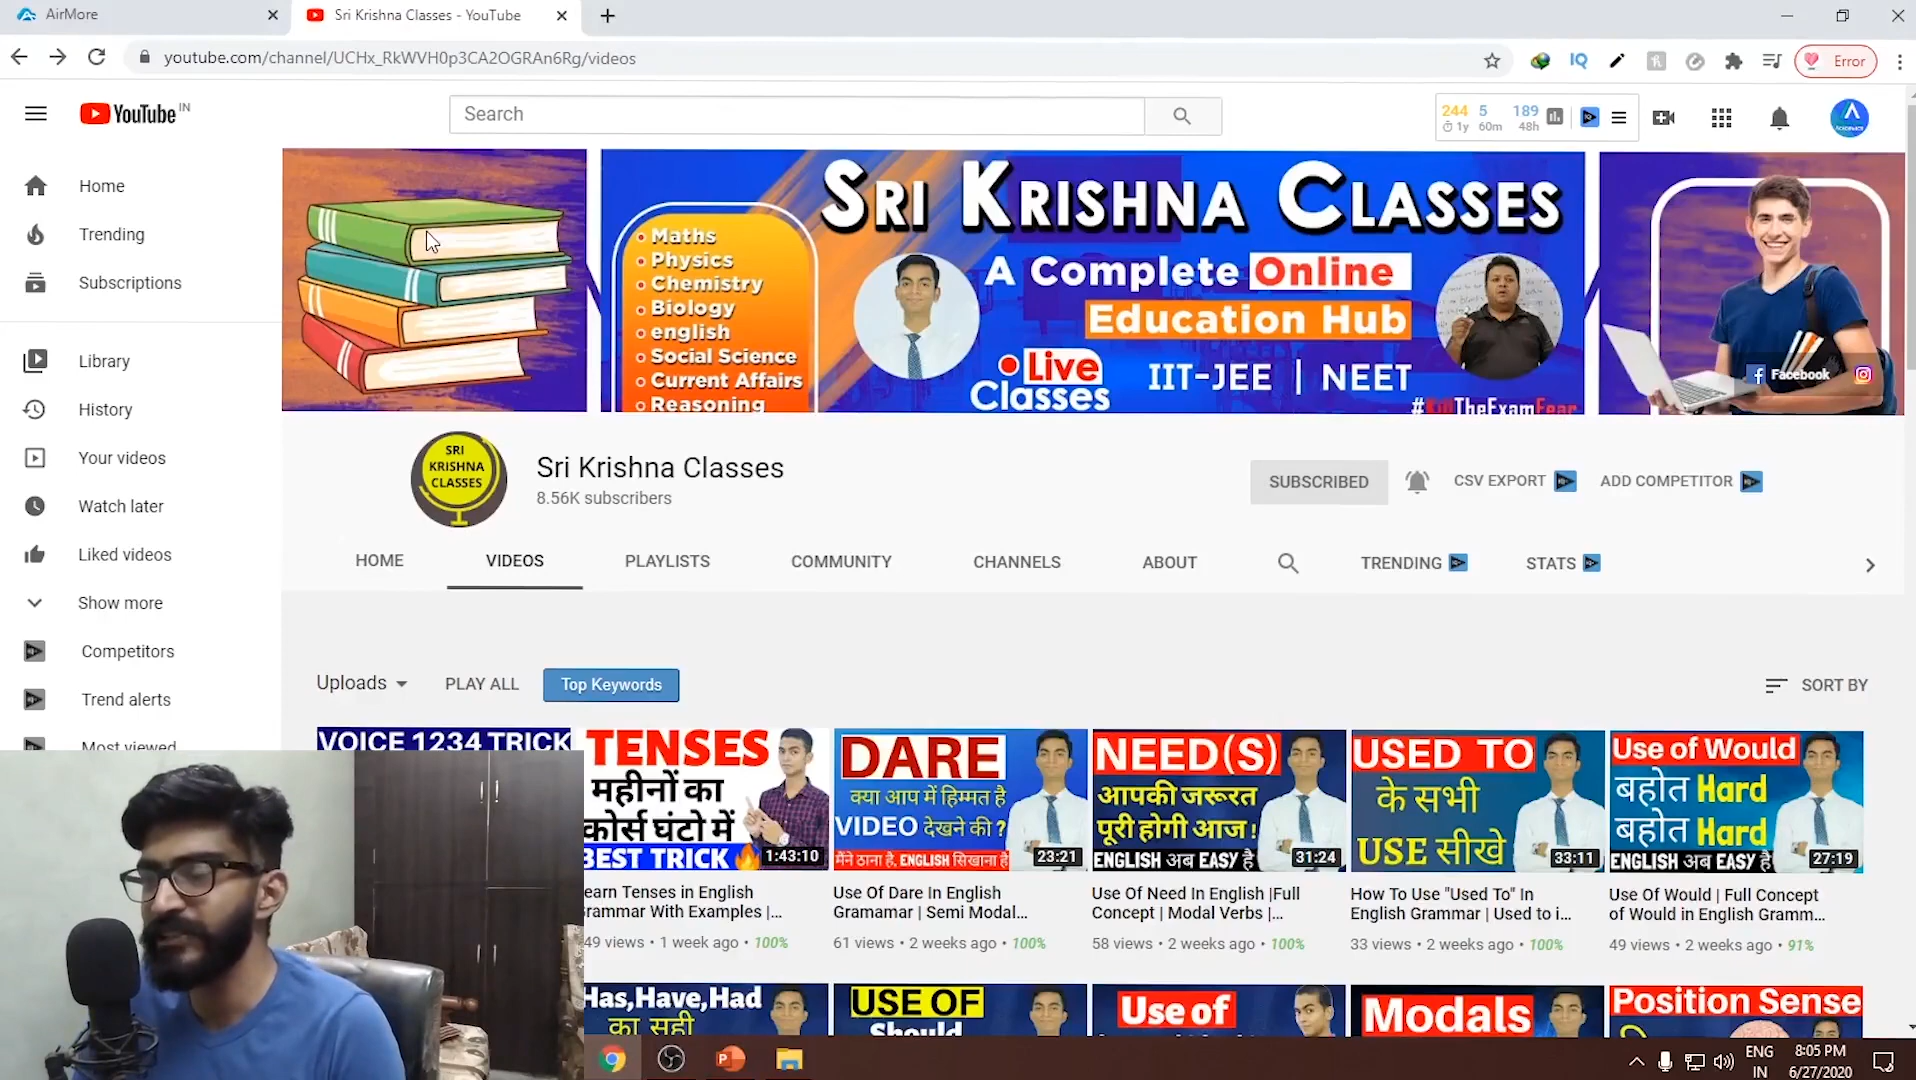 AirMore
Sri Krishna Classes - YouTube
youtube.com/channel/UCHx_RkWVH0p3CA2OGRAn6Rg/videos
IQ
Error
YouTube IN
Search
244 5 189
1y 60m 48h
Home
Trending
Subscriptions
Library
History
Your videos
Watch later
Liked videos
Show more
Competitors
Trend alerts
Most viewed
Maths
Physics
Chemistry
Biology
english
Social Science
Current Affairs
Reasoning
SRI KRISHNA CLASSES
A Complete Online
Education Hub
Live
Classes
IIT-JEE | NEET
#KillTheExamFear
Facebook
SRI
KRISHNA
CLASSES
Sri Krishna Classes
8.56K subscribers
SUBSCRIBED
CSV EXPORT
ADD COMPETITOR
HOME
VIDEOS
PLAYLISTS
COMMUNITY
CHANNELS
ABOUT
TRENDING
STATS
Uploads
PLAY ALL
Top Keywords
SORT BY
VOICE 1234 TRICK
TENSES
महीनों का
कोर्स घंटो में
BEST TRICK
1:43:10
earn Tenses in English
Grammar With Examples |...
49 views • 1 week ago • 100%
DARE
क्या आप में हिम्मत है
VIDEO देखने की ?
मैंने ठाना है, ENGLISH सिखाना है
23:21
Use Of Dare In English
Gramamar | Semi Modal...
61 views • 2 weeks ago • 100%
NEED(S)
आपकी जरूरत
पूरी होगी आज !
ENGLISH अब EASY है
31:24
Use Of Need In English |Full
Concept | Modal Verbs |...
58 views • 2 weeks ago • 100%
USED TO
के सभी
USE सीखे
33:11
How To Use "Used To" In
English Grammar | Used to i...
33 views • 2 weeks ago • 100%
Use of Would
बहोत Hard
बहोत Hard
ENGLISH अब EASY है
27:19
Use Of Would | Full Concept
of Would in English Gramm...
49 views • 2 weeks ago • 91%
Has,Have,Had
का सही
USE OF
Should
Use of
Modals
Position Sense
ENG
IN
8:05 PM
6/27/2020